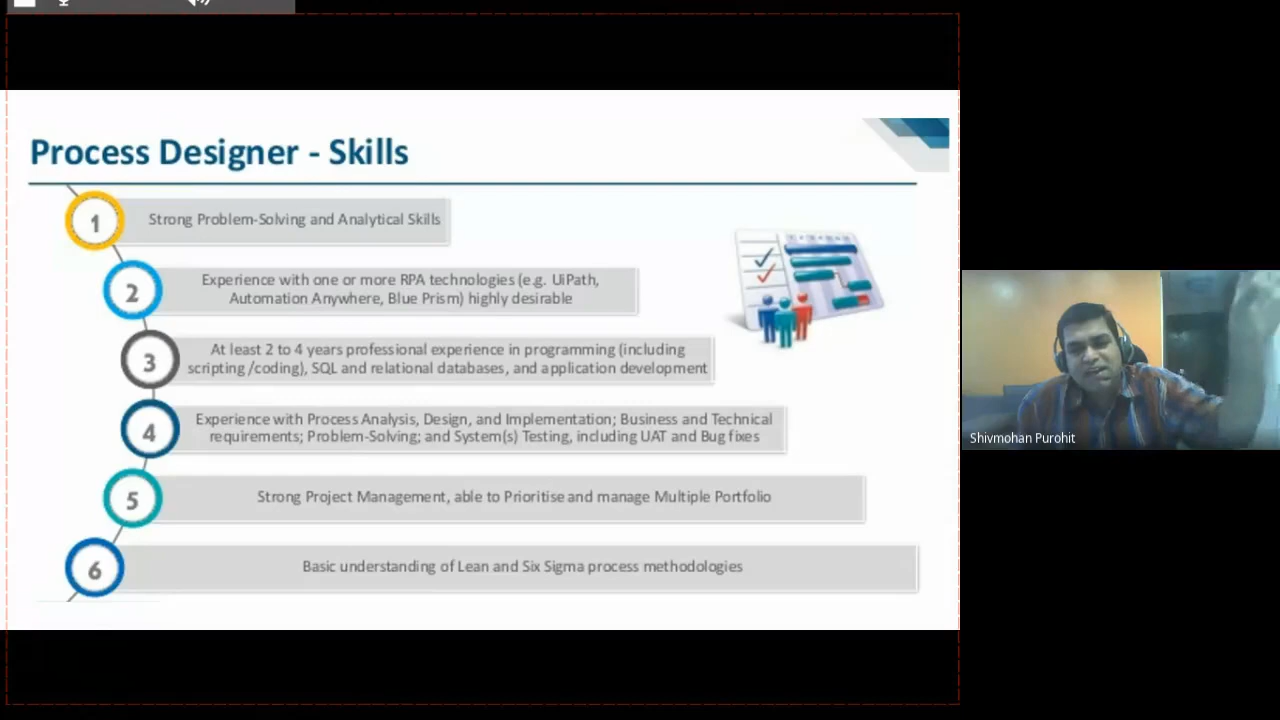 Process Designer - Skills
1
Strong Problem-Solving and Analytical Skills
2
Experience with one or more RPA technologies (e.g. UiPath,
Automation Anywhere, Blue Prism) highly desirable
3
At least 2 to 4 years professional experience in programming (including
scripting /coding), SQL and relational databases, and application development
4
Experience with Process Analysis, Design, and Implementation; Business and Technical
requirements; Problem-Solving; and System(s) Testing, including UAT and Bug fixes
5
Strong Project Management, able to Prioritise and manage Multiple Portfolio
6
Basic understanding of Lean and Six Sigma process methodologies
Shivmohan Purohit